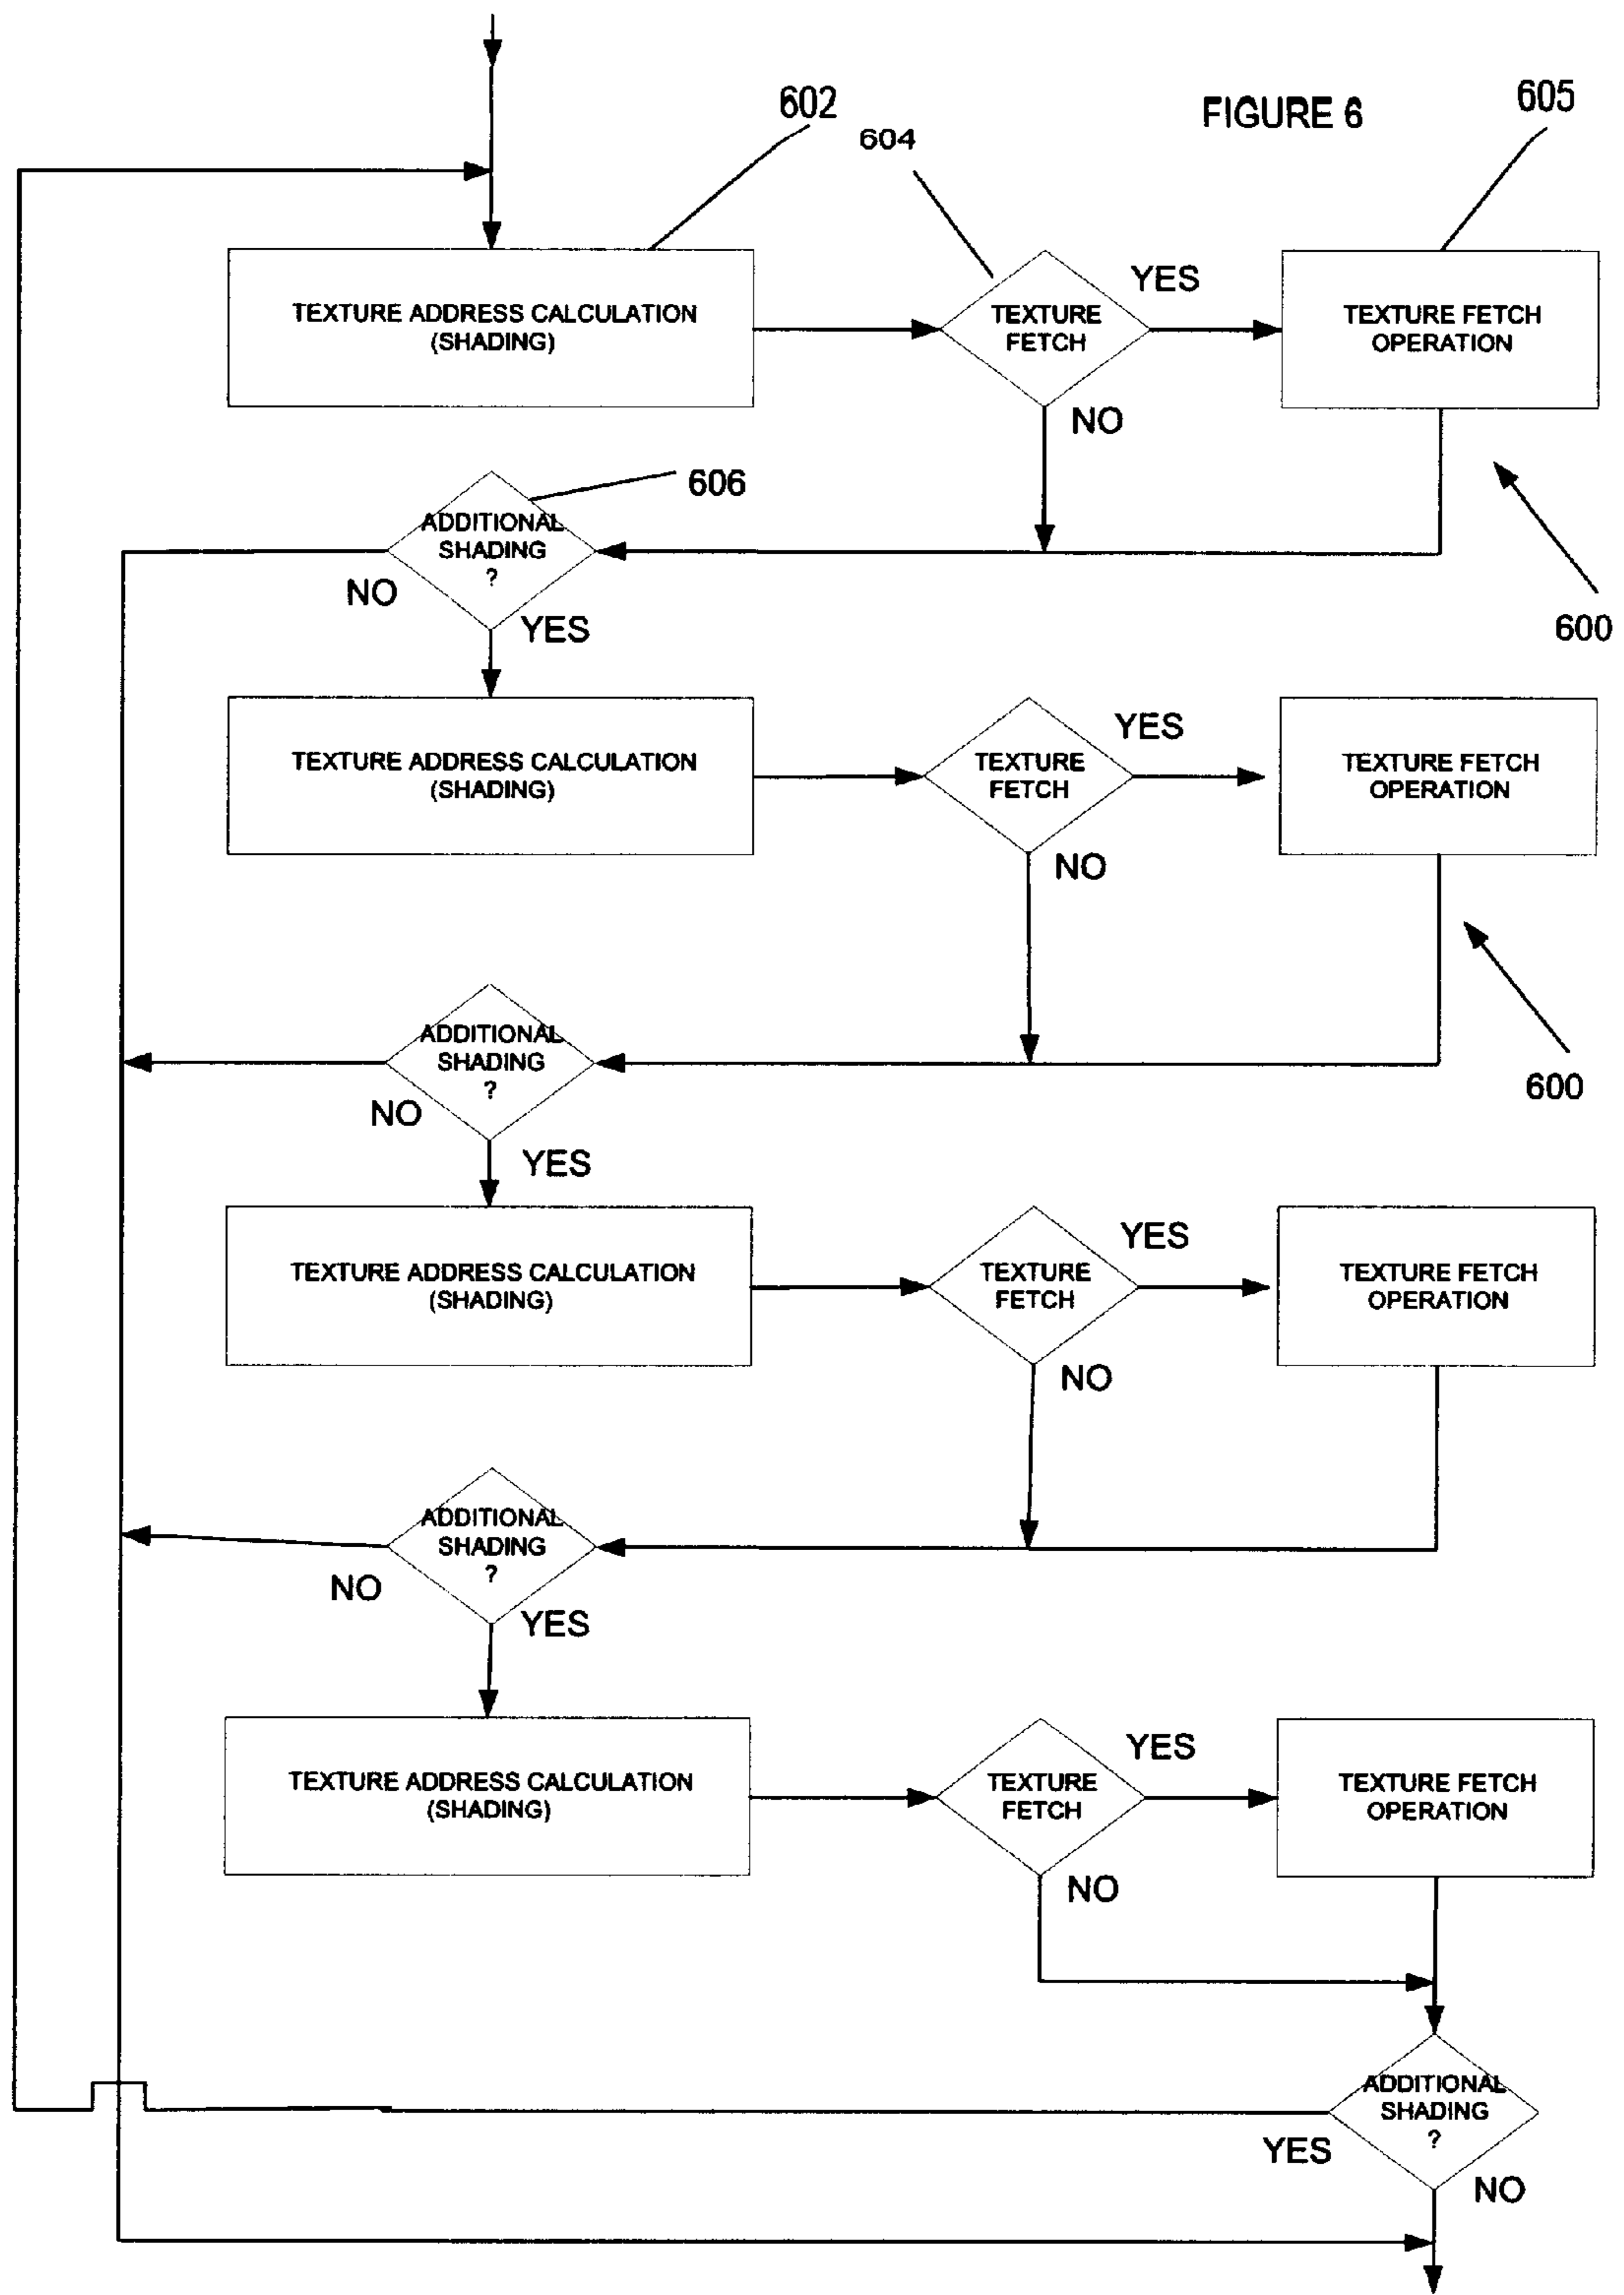 602
604
FIGURE 6
605
TEXTURE ADDRESS CALCULATION
(SHADING)
TEXTURE
FETCH
YES
NO
TEXTURE FETCH
OPERATION
606
ADDITIONAL
SHADING
?
NO
YES
600
TEXTURE ADDRESS CALCULATION
(SHADING)
TEXTURE
FETCH
YES
NO
TEXTURE FETCH
OPERATION
ADDITIONAL
SHADING
?
NO
YES
600
TEXTURE ADDRESS CALCULATION
(SHADING)
TEXTURE
FETCH
YES
NO
TEXTURE FETCH
OPERATION
ADDITIONAL
SHADING
?
NO
YES
TEXTURE ADDRESS CALCULATION
(SHADING)
TEXTURE
FETCH
YES
NO
TEXTURE FETCH
OPERATION
ADDITIONAL
SHADING
?
YES
NO